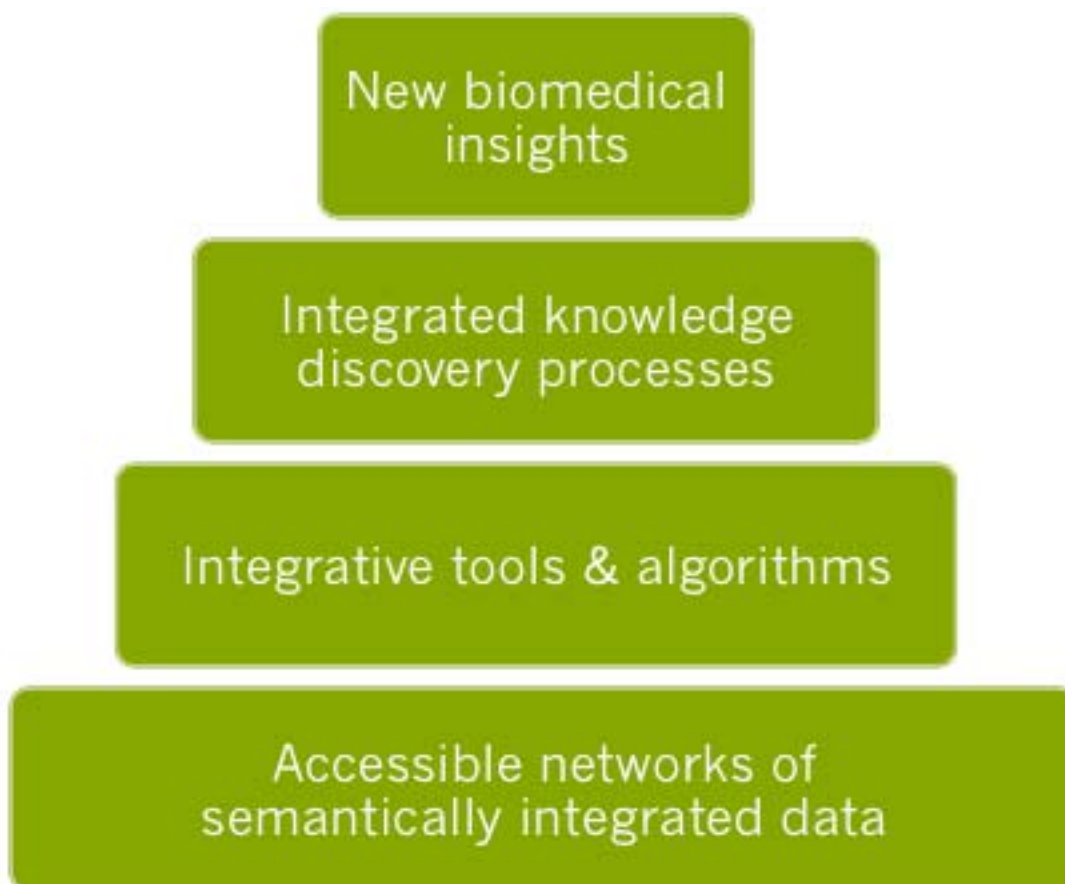 New biomedical
insights
Integrated knowledge
discovery processes
Integrative tools & algorithms
Accessible networks of
semantically integrated data